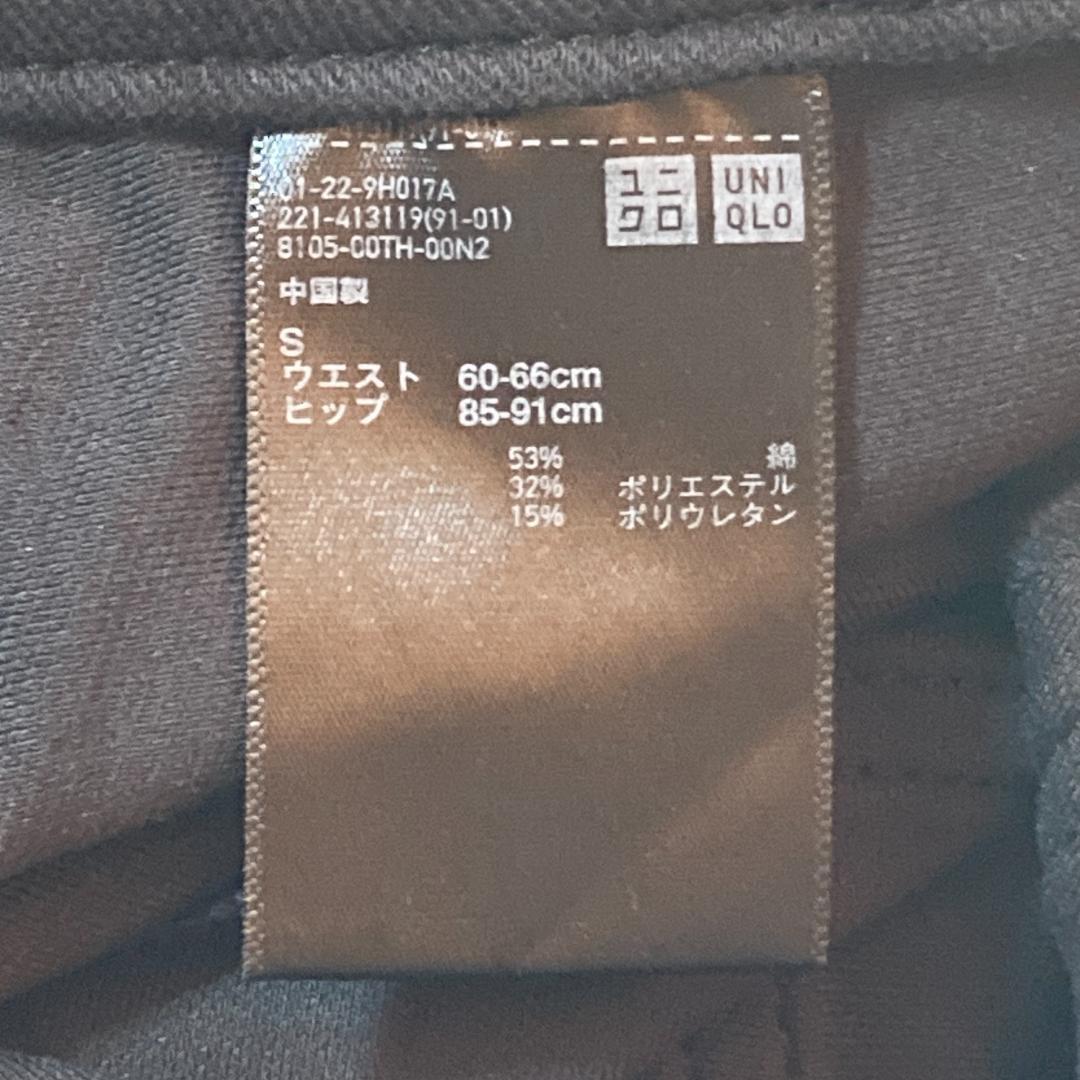 01-22-9H017A
221-413119(91-01)
8105-00TH-00N2
ユニ
クロ
UNI
QLO
中国製
S
ウエスト 60-66cm
ヒップ 85-91cm
53% 綿
32% ポリエステル
15% ポリウレタン